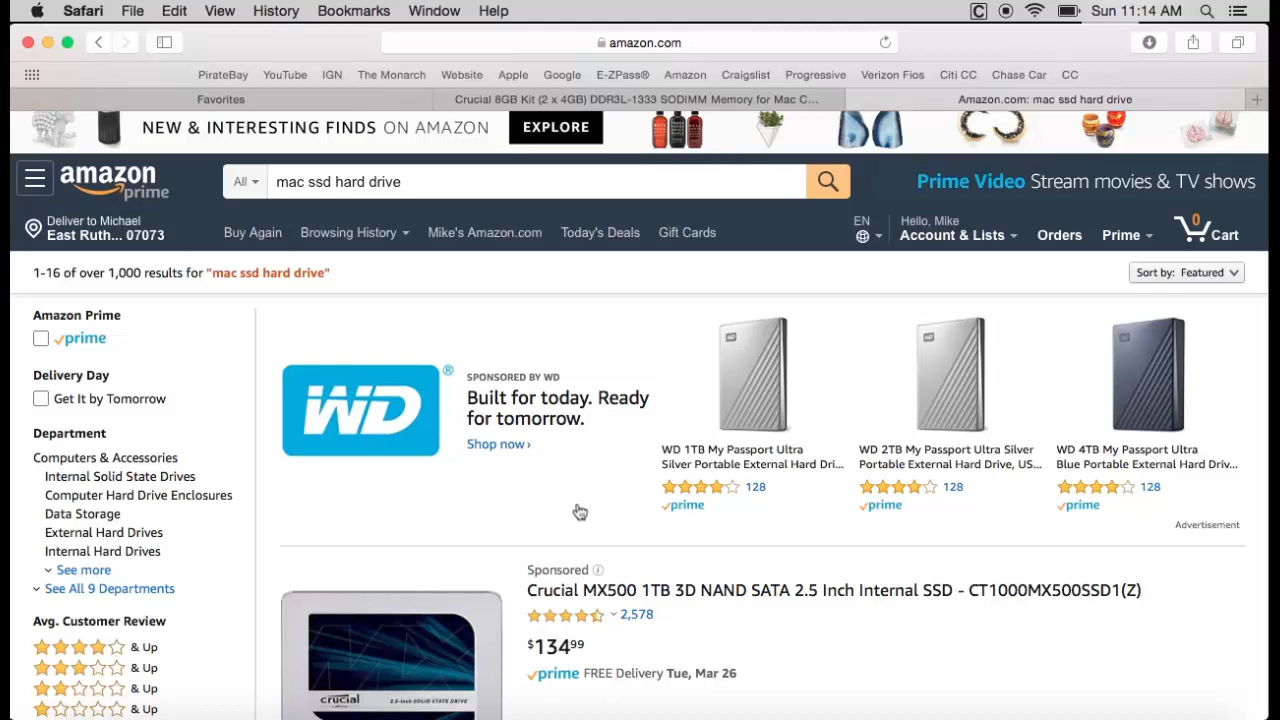 Safari File Edit View History Bookmarks Window Help
Sun 11:14 AM
amazon.com
PirateBay YouTube IGN The Monarch Website Apple Google E-ZPass® Amazon Craigslist Progressive Verizon Fios Citi CC Chase Car CC
Favorites
Crucial 8GB Kit (2 x 4GB) DDR3L-1333 SODIMM Memory for Mac C...
Amazon.com: mac ssd hard drive
NEW & INTERESTING FINDS ON AMAZON
EXPLORE
amazon
prime
All
mac ssd hard drive
Prime Video Stream movies & TV shows
Deliver to Michael
East Ruth... 07073
Buy Again Browsing History Mike's Amazon.com Today's Deals Gift Cards
EN
Hello, Mike
Account & Lists
Orders
Prime
0
Cart
1-16 of over 1,000 results for "mac ssd hard drive"
Sort by: Featured
Amazon Prime
prime
Delivery Day
Get It by Tomorrow
Department
Computers & Accessories
Internal Solid State Drives
Computer Hard Drive Enclosures
Data Storage
External Hard Drives
Internal Hard Drives
See more
See All 9 Departments
Avg. Customer Review
& Up
& Up
& Up
& Up
WD®
SPONSORED BY WD
Built for today. Ready
for tomorrow.
Shop now›
WD 1TB My Passport Ultra
Silver Portable External Hard Dri...
128
prime
WD 2TB My Passport Ultra Silver
Portable External Hard Drive, US...
128
prime
WD 4TB My Passport Ultra
Blue Portable External Hard Driv...
128
prime
Advertisement
Sponsored
Crucial MX500 1TB 3D NAND SATA 2.5 Inch Internal SSD - CT1000MX500SSD1(Z)
2,578
$134.99
prime FREE Delivery Tue, Mar 26
crucial
2.5-INCH SOLID STATE DRIVE